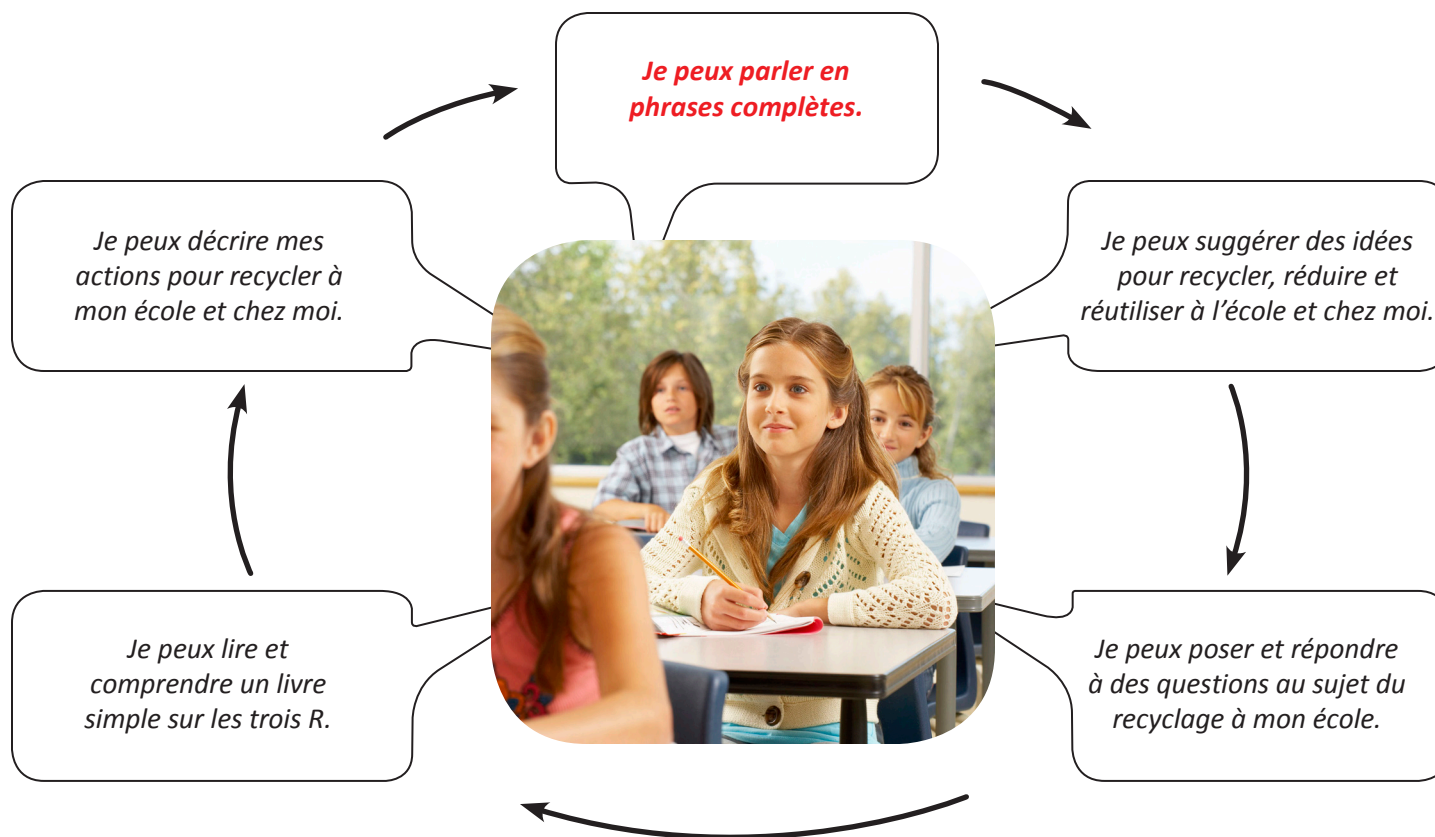 Je peux parler en
phrases complètes.
Je peux suggérer des idées
pour recycler, réduire et
réutiliser à l’école et chez moi.
Je peux poser et répondre
à des questions au sujet du
recyclage à mon école.
Je peux lire et
comprendre un livre
simple sur les trois R.
Je peux décrire mes
actions pour recycler à
mon école et chez moi.